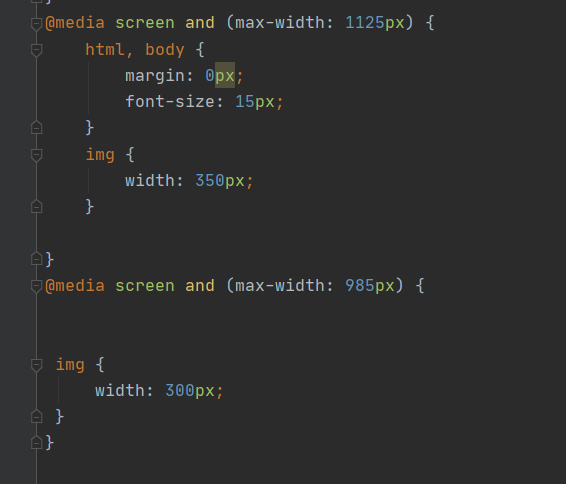 }
@media screen and (max-width: 1125px) {
    html, body {
        margin: 0px;
        font-size: 15px;
    }
    img {
        width: 350px;
    }

}
@media screen and (max-width: 985px) {


 img {
     width: 300px;
 }
}